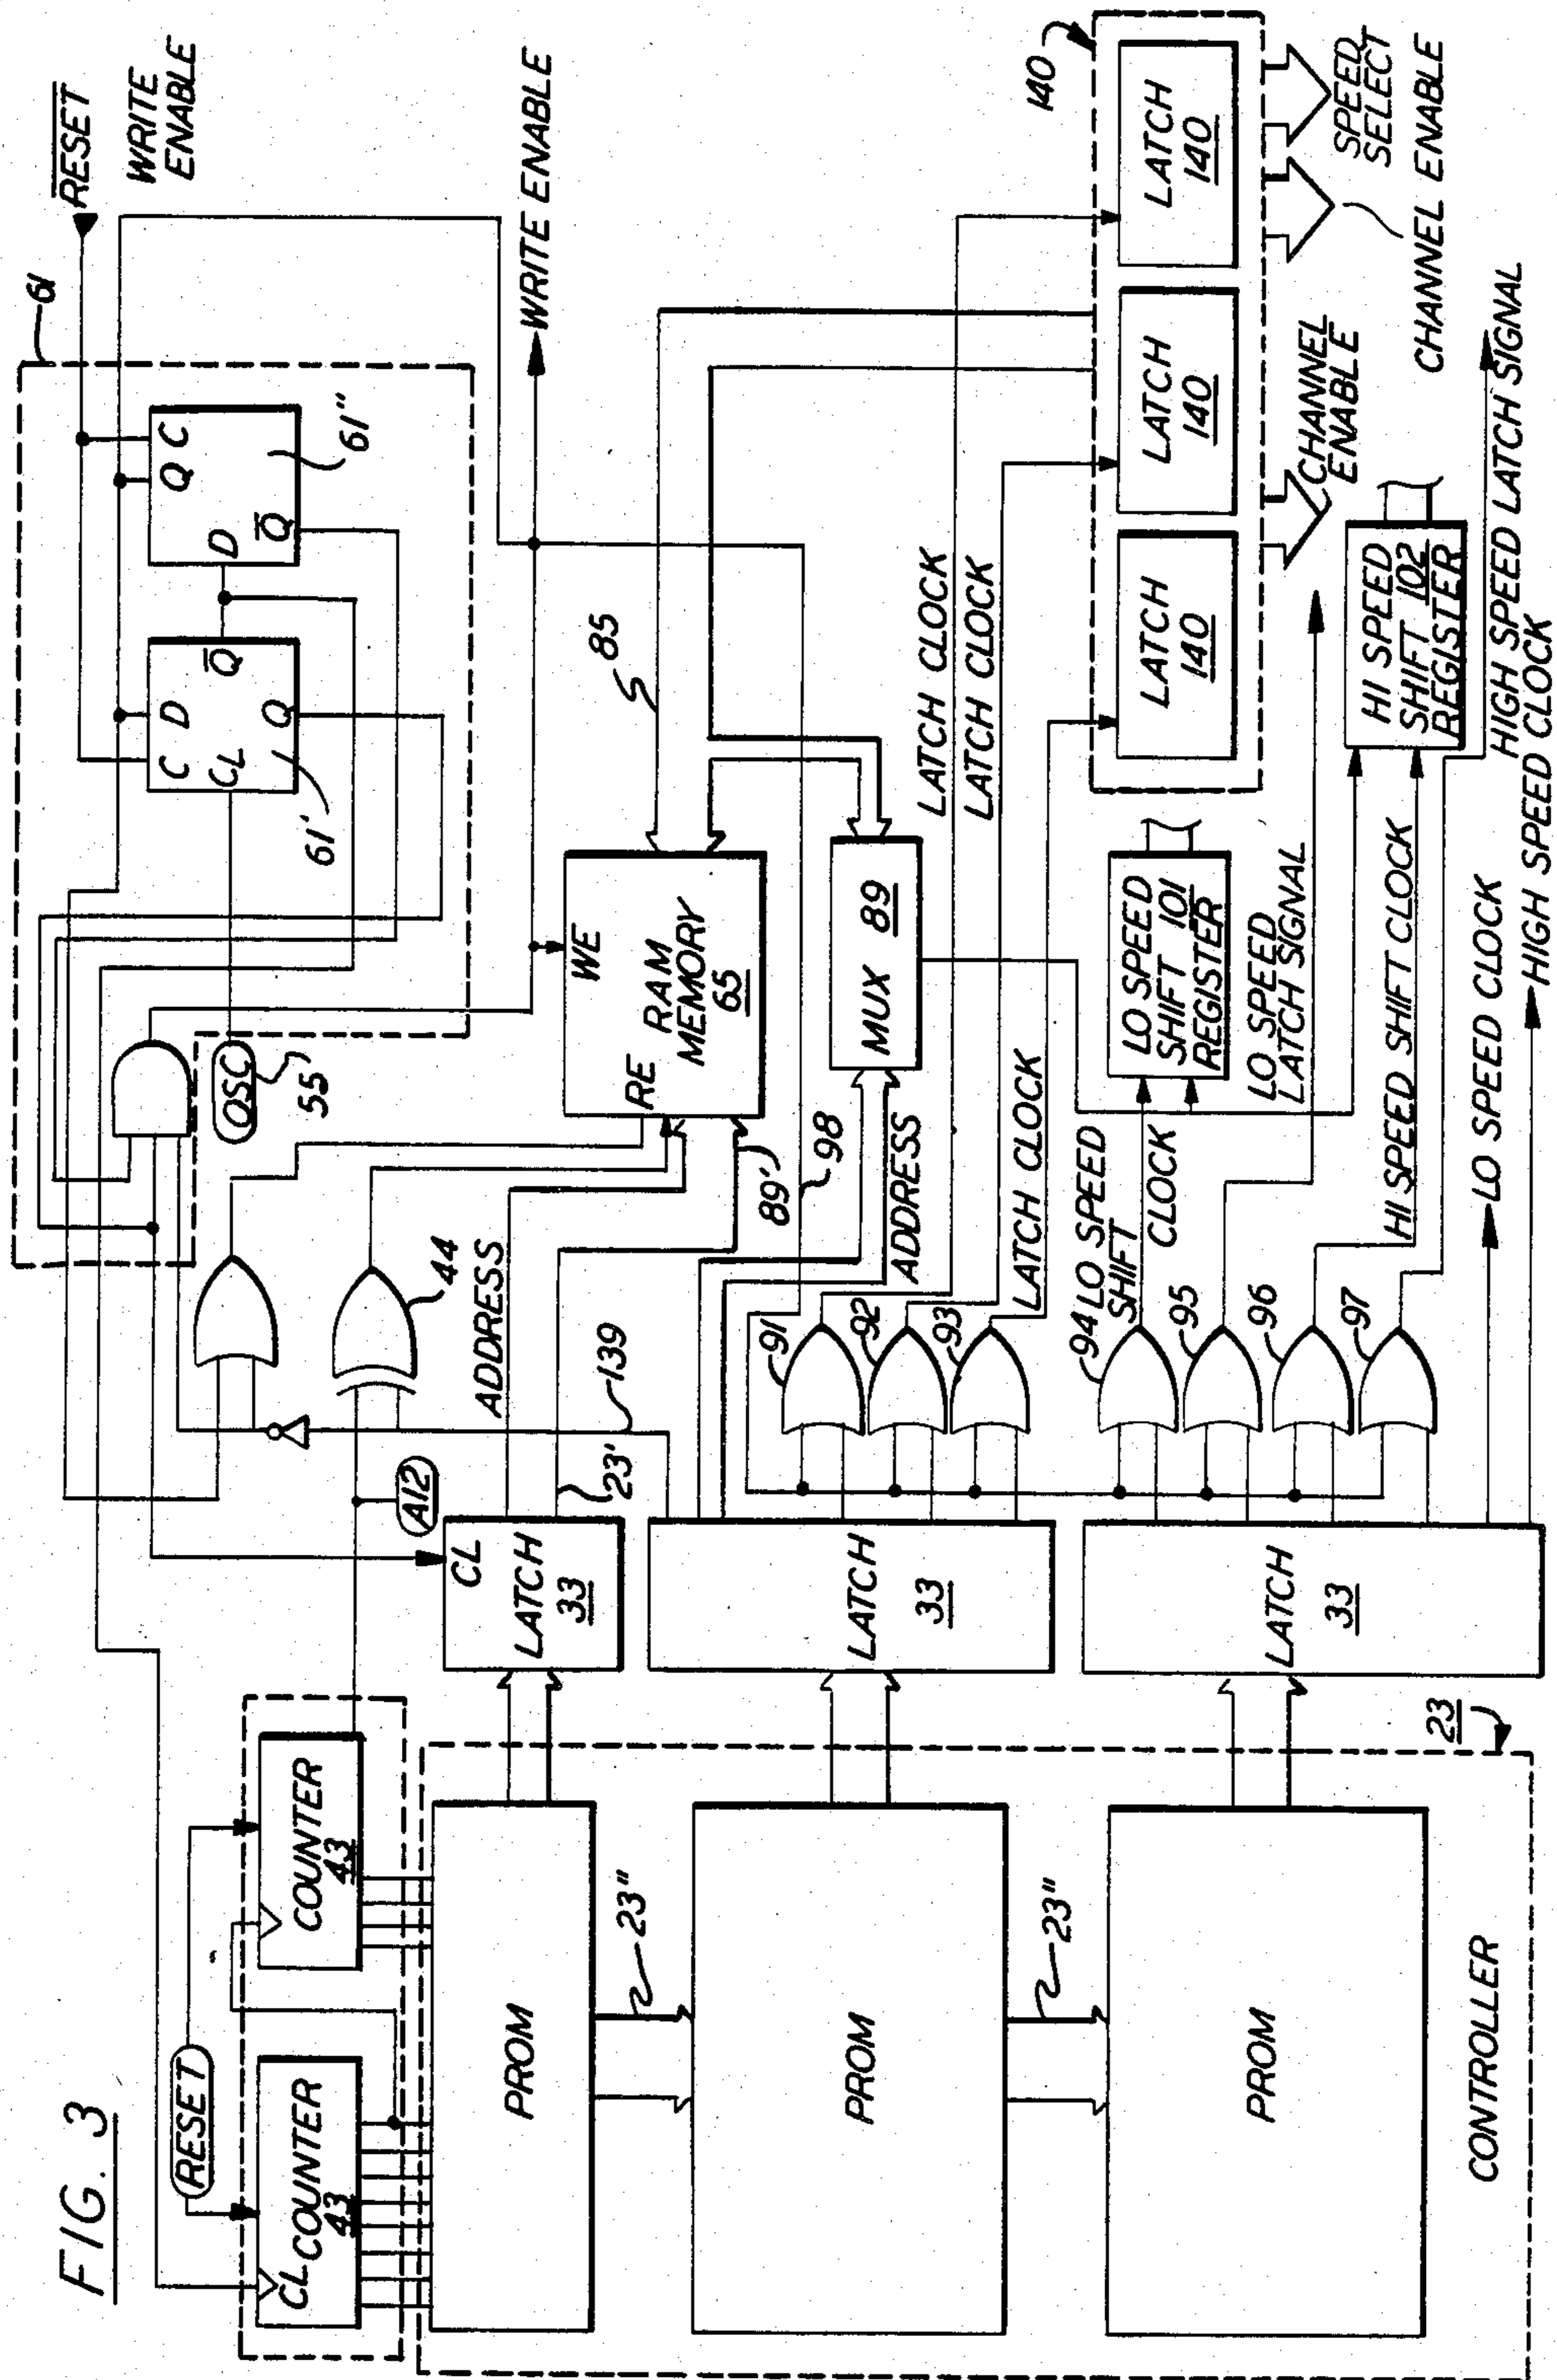 FIG. 3
RESET
CL COUNTER
43
COUNTER
43
PROM
23"
PROM
23"
PROM
CONTROLLER
23
CL
LATCH
33
LATCH
33
LATCH
33
A12
23'
139
ADDRESS
44
OSC
55
61
C D
CL
Q̅
Q
61'
Q C
D
Q̅
61"
RESET
WRITE
ENABLE
WRITE ENABLE
WE
RE
RAM
MEMORY
65
85
89'
98
ADDRESS
MUX 89
91
92
93
LATCH CLOCK
LATCH CLOCK
LATCH CLOCK
94
LO SPEED
SHIFT
CLOCK
95
96
97
LO SPEED
SHIFT 101
REGISTER
LO SPEED
LATCH SIGNAL
HI SPEED SHIFT CLOCK
HI SPEED
SHIFT 102
REGISTER
LO SPEED CLOCK
HIGH SPEED CLOCK
HIGH SPEED LATCH SIGNAL
140
LATCH
140
LATCH
140
LATCH
140
CHANNEL
ENABLE
CHANNEL ENABLE
SPEED
SELECT